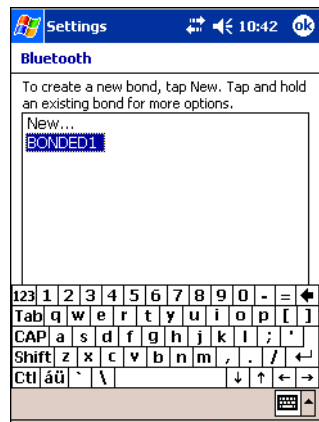 Settings 10:42 ok
Bluetooth
To create a new bond, tap New. Tap and hold
an existing bond for more options.
New...
BONDED1
123 1 2 3 4 5 6 7 8 9 0 - = ←
Tab q w e r t y u i o p [ ]
CAP a s d f g h j k l ; '
Shift z x c v b n m , . / ↵
Ctl áü ` \ ↓ ↑ ← →